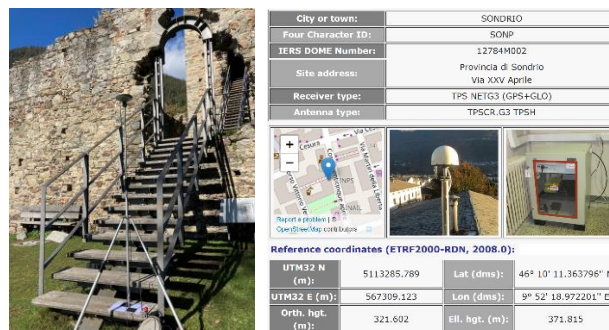 City or town: SONDRIO
Four Character ID: SONP
IERS DOME Number: 12784M002
Site address: Provincia di Sondrio
Via XXV Aprile
Receiver type: TPS NETG3 (GPS+GLO)
Antenna type: TPSCR.G3 TPSH
+
−
Cesura
INPS
INAIL
Report a problem | ©
OpenStreetMap contributors
Reference coordinates (ETRF2000-RDN, 2008.0):
UTM32 N (m): 5113285.789 Lat (dms): 46° 10' 11.363796" N
UTM32 E (m): 567309.123 Lon (dms): 9° 52' 18.972201" E
Orth. hgt. (m): 321.602 Ell. hgt. (m): 371.815